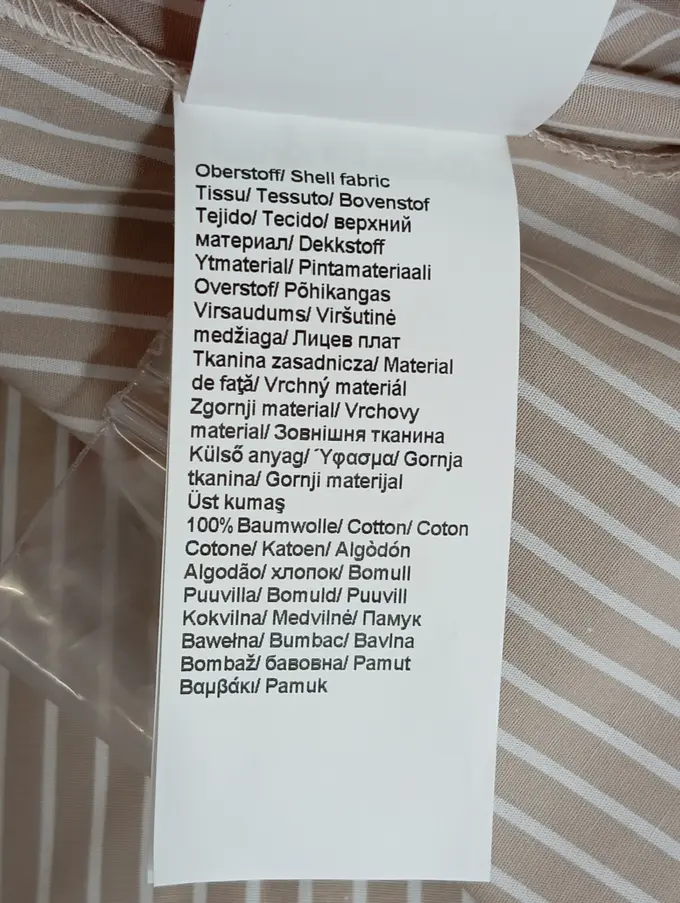 Oberstoff/ Shell fabric
Tissu/ Tessuto/ Bovenstof
Tejido/ Tecido/ верхний
материал/ Dekkstoff
Ytmaterial/ Pintamateriaali
Overstof/ Põhikangas
Virsaudums/ Viršutinė
medžiaga/ Лицев плат
Tkanina zasadnicza/ Material
de faţă/ Vrchný materiál
Zgornji material/ Vrchovy
material/ Зовнішня тканина
Külső anyag/ Ύφασμα/ Gornja
tkanina/ Gornji materijal
Üst kumaş
100% Baumwolle/ Cotton/ Coton
Cotone/ Katoen/ Algòdón
Algodão/ хлопок/ Bomull
Puuvilla/ Bomuld/ Puuvill
Kokvilna/ Medvilnė/ Памук
Bawełna/ Bumbac/ Bavlna
Bombaž/ бавовна/ Pamut
Βαμβάκι/ Pamuk